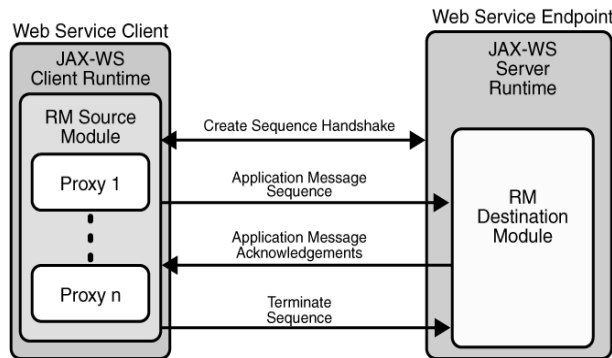 Web Service Client
JAX-WS
Client Runtime
RM Source
Module
Proxy 1
Proxy n
Create Sequence Handshake
Application Message
Sequence
Application Message
Acknowledgements
Terminate
Sequence
Web Service Endpoint
JAX-WS
Server
Runtime
RM
Destination
Module